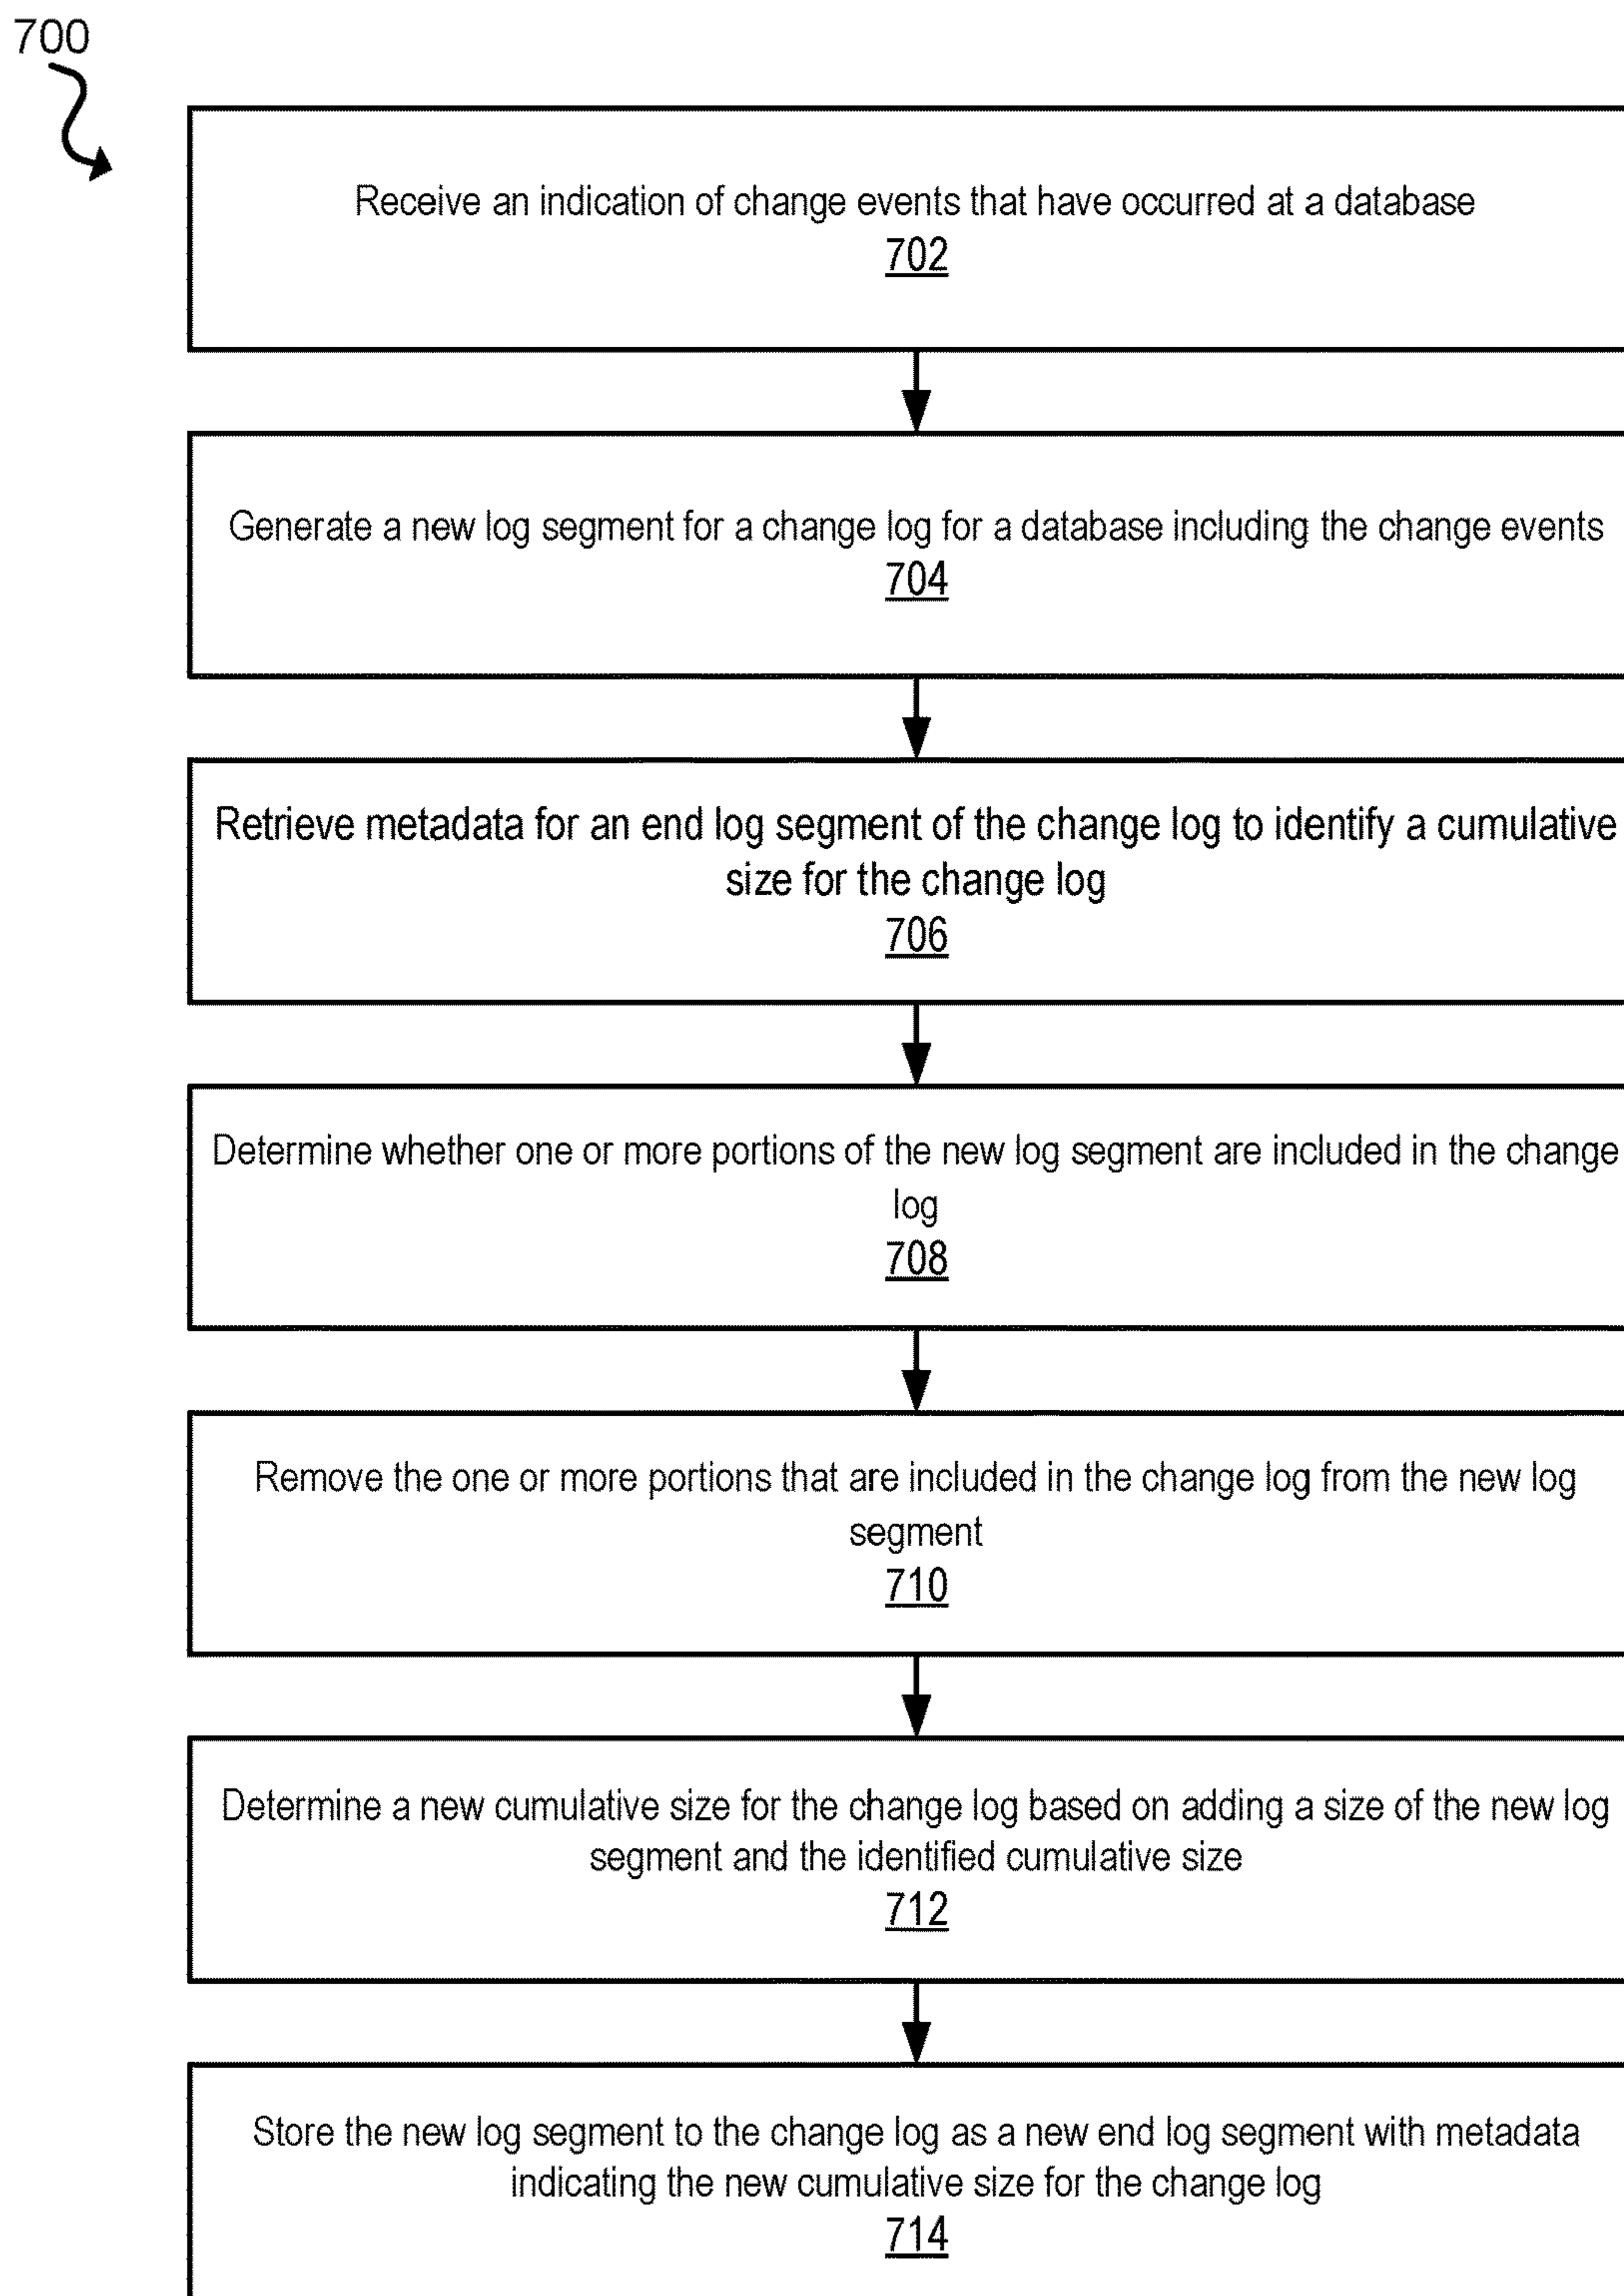 700
Receive an indication of change events that have occurred at a database
702
Generate a new log segment for a change log for a database including the change events
704
Retrieve metadata for an end log segment of the change log to identify a cumulative
size for the change log
706
Determine whether one or more portions of the new log segment are included in the change
log
708
Remove the one or more portions that are included in the change log from the new log
segment
710
Determine a new cumulative size for the change log based on adding a size of the new log
segment and the identified cumulative size
712
Store the new log segment to the change log as a new end log segment with metadata
indicating the new cumulative size for the change log
714